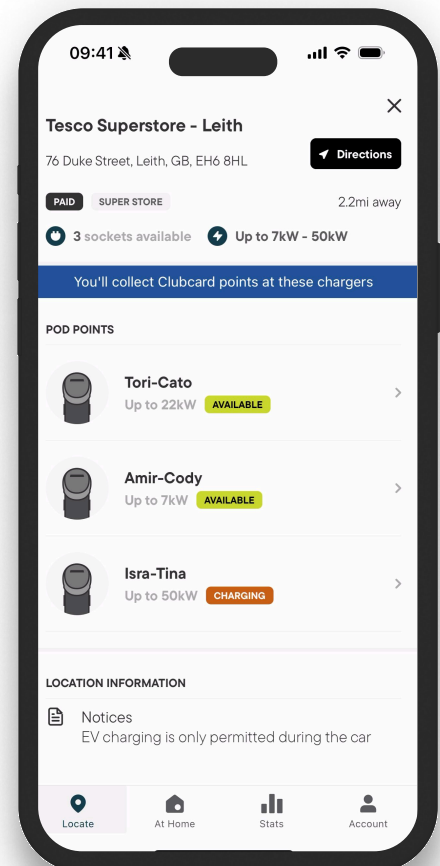 09:41
Tesco Superstore - Leith
76 Duke Street, Leith, GB, EH6 8HL
Directions
PAID SUPER STORE
2.2mi away
3 sockets available
Up to 7kW - 50kW
You'll collect Clubcard points at these chargers
POD POINTS
Tori-Cato
Up to 22kW AVAILABLE
Amir-Cody
Up to 7kW AVAILABLE
Isra-Tina
Up to 50kW CHARGING
LOCATION INFORMATION
Notices
EV charging is only permitted during the car
Locate At Home Stats Account